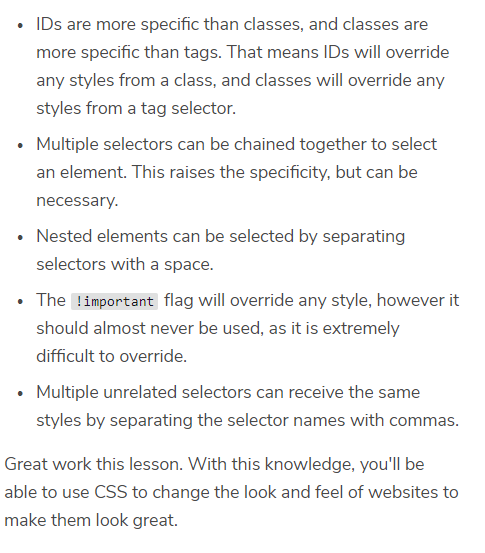 • IDs are more specific than classes, and classes are
more specific than tags. That means IDs will override
any styles from a class, and classes will override any
styles from a tag selector.
• Multiple selectors can be chained together to select
an element. This raises the specificity, but can be
necessary.
• Nested elements can be selected by separating
selectors with a space.
• The !important flag will override any style, however it
should almost never be used, as it is extremely
difficult to override.
• Multiple unrelated selectors can receive the same
styles by separating the selector names with commas.
Great work this lesson. With this knowledge, you'll be
able to use CSS to change the look and feel of websites to
make them look great.